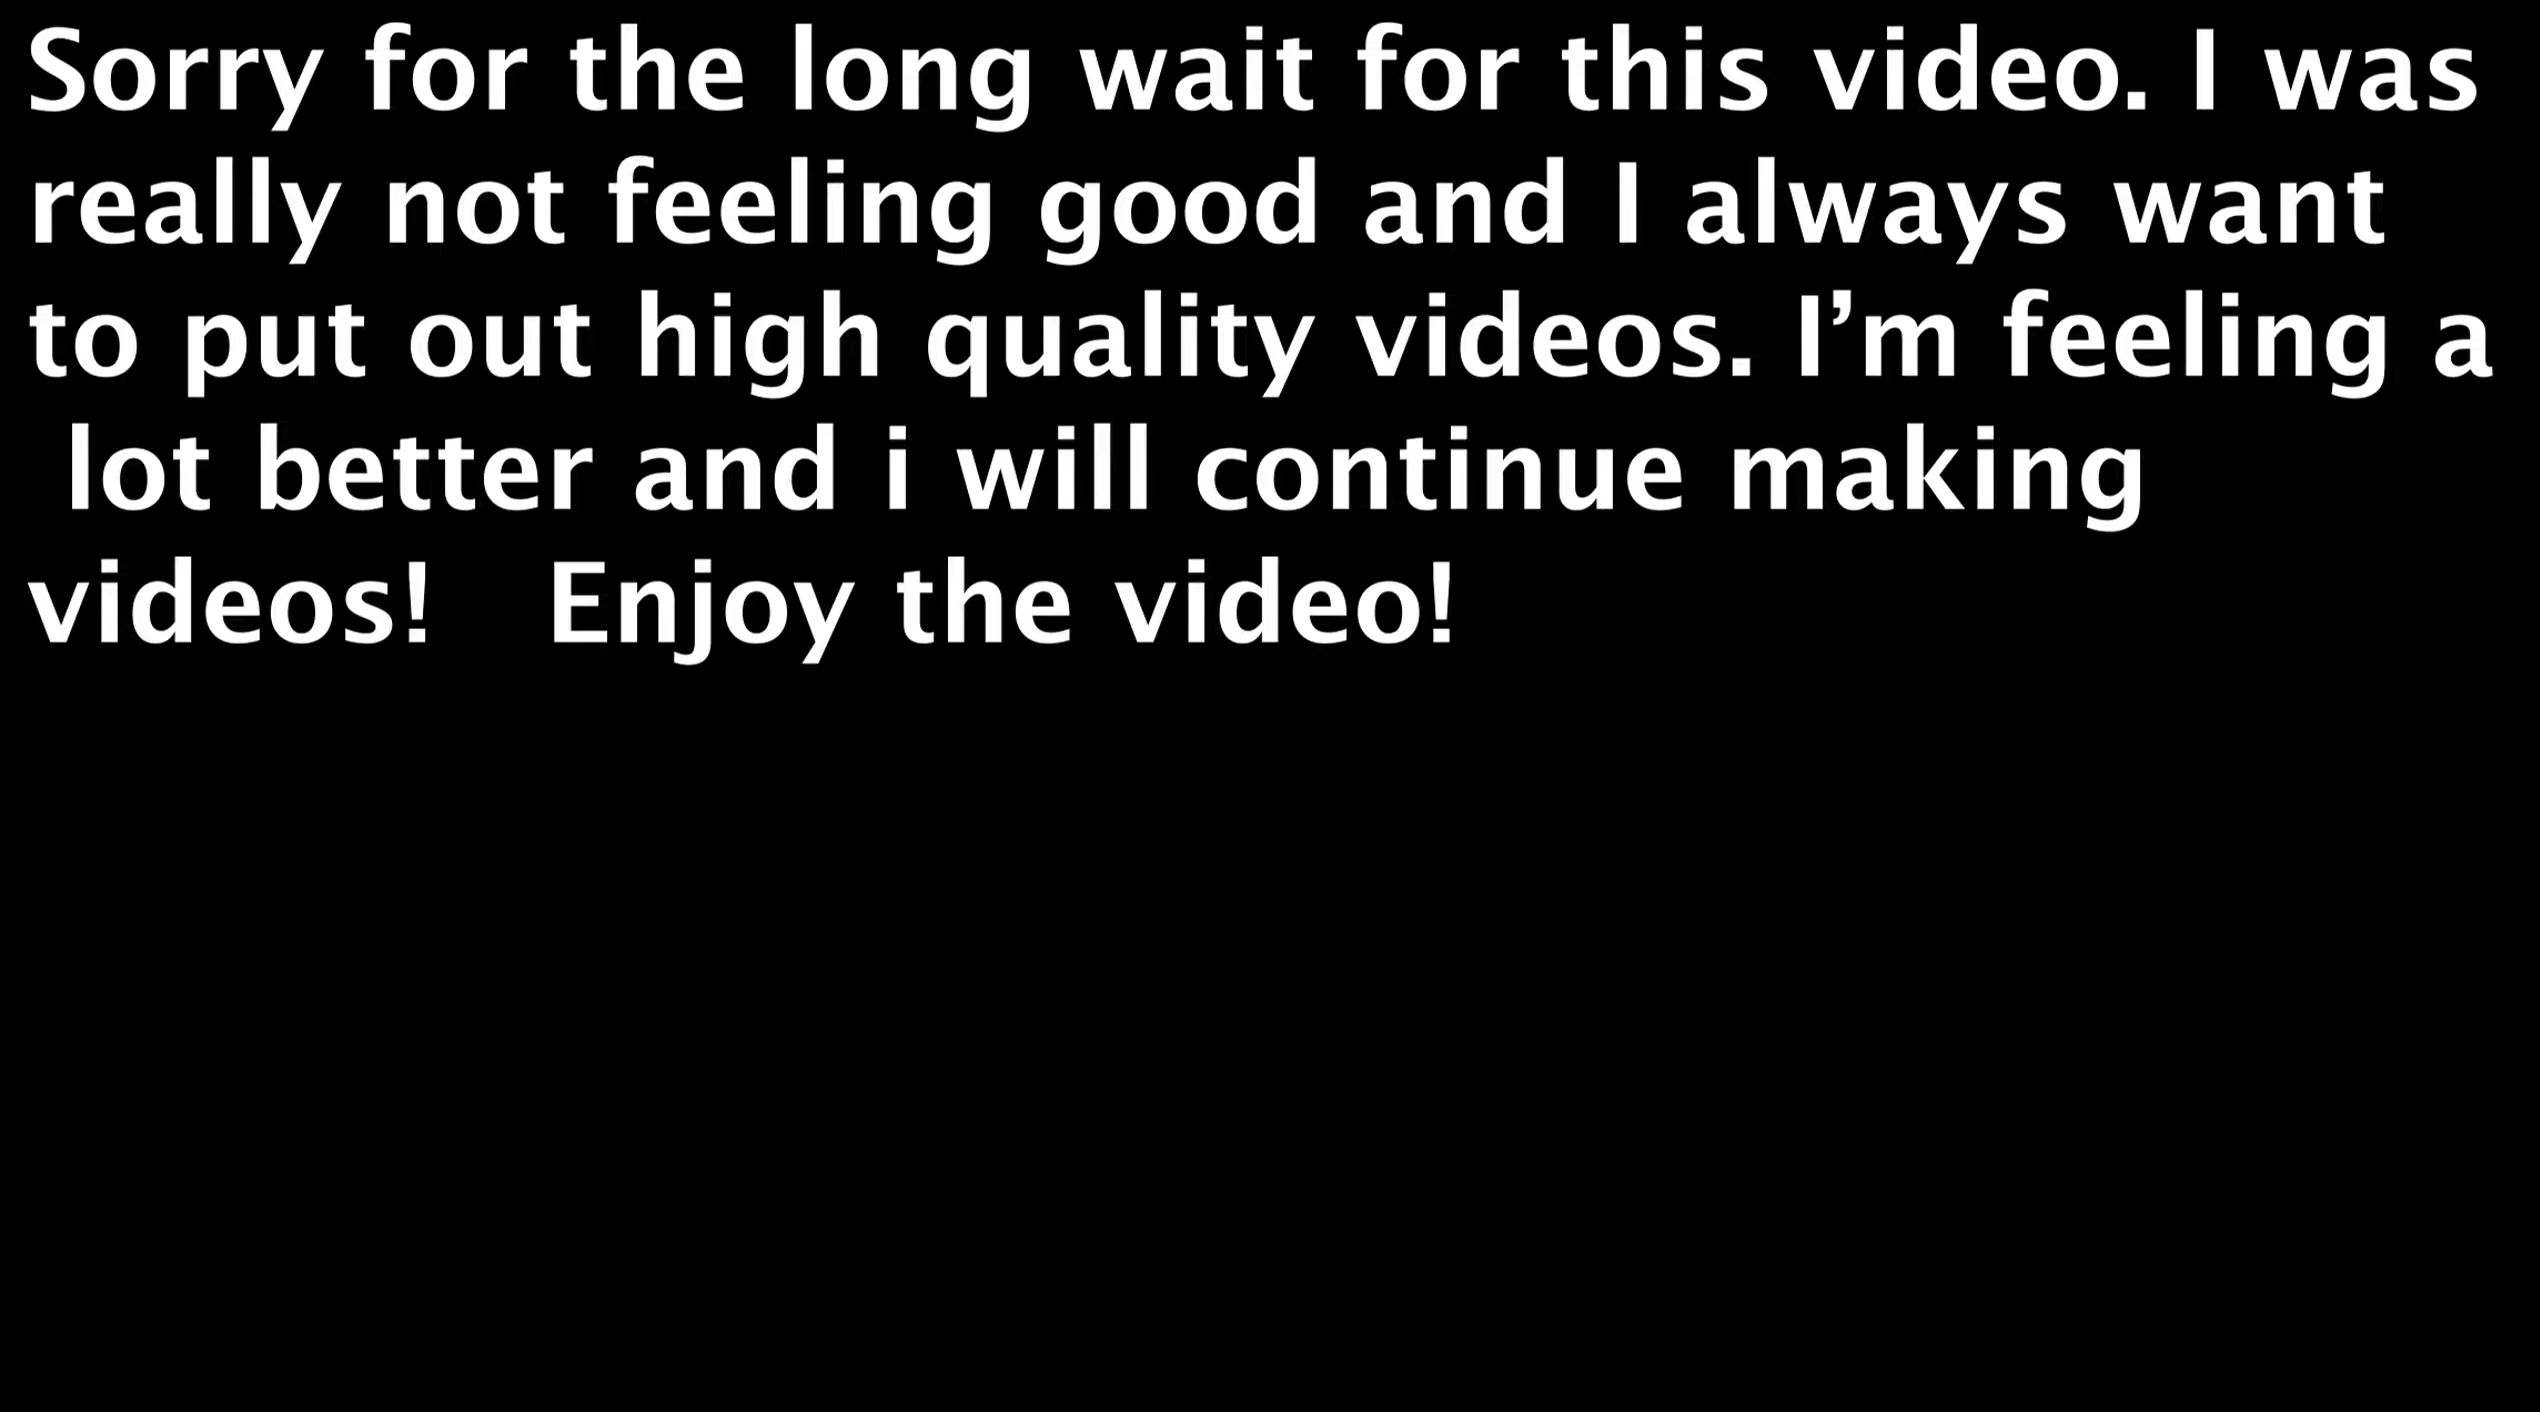 Sorry for the long wait for this video. I was
really not feeling good and I always want
to put out high quality videos. I’m feeling a
lot better and i will continue making
videos!   Enjoy the video!